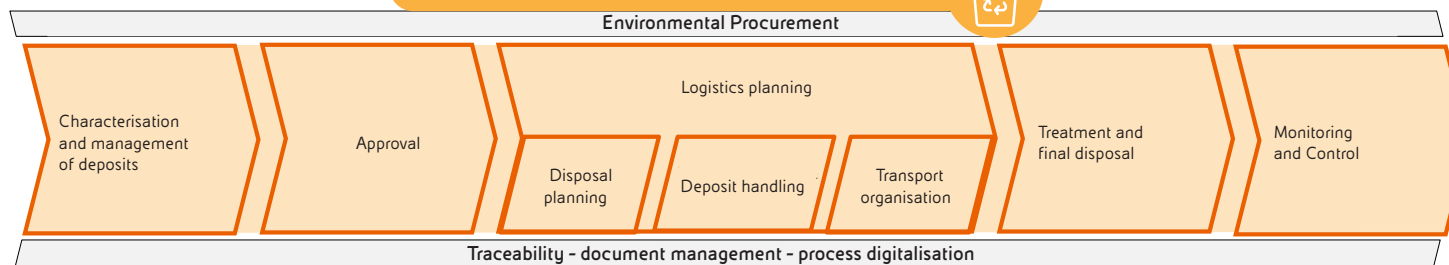 Environmental Procurement
Characterisation
and management
of deposits
Approval
Logistics planning
Disposal
planning
Deposit handling
Transport
organisation
Treatment and
final disposal
Monitoring
and Control
Traceability - document management - process digitalisation